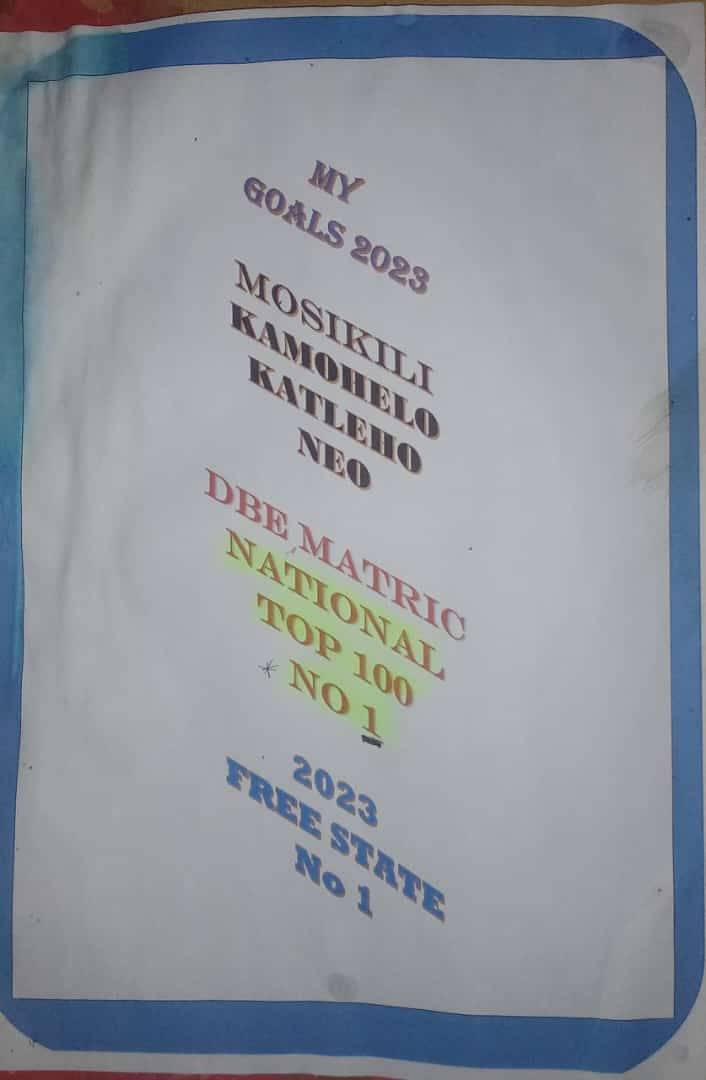 MY
GOALS 2023
MOSIKILI
KAMOHELO
KATLEHO
NEO
DBE MATRIC
NATIONAL
TOP 100
* NO 1
2023
FREE STATE
No 1